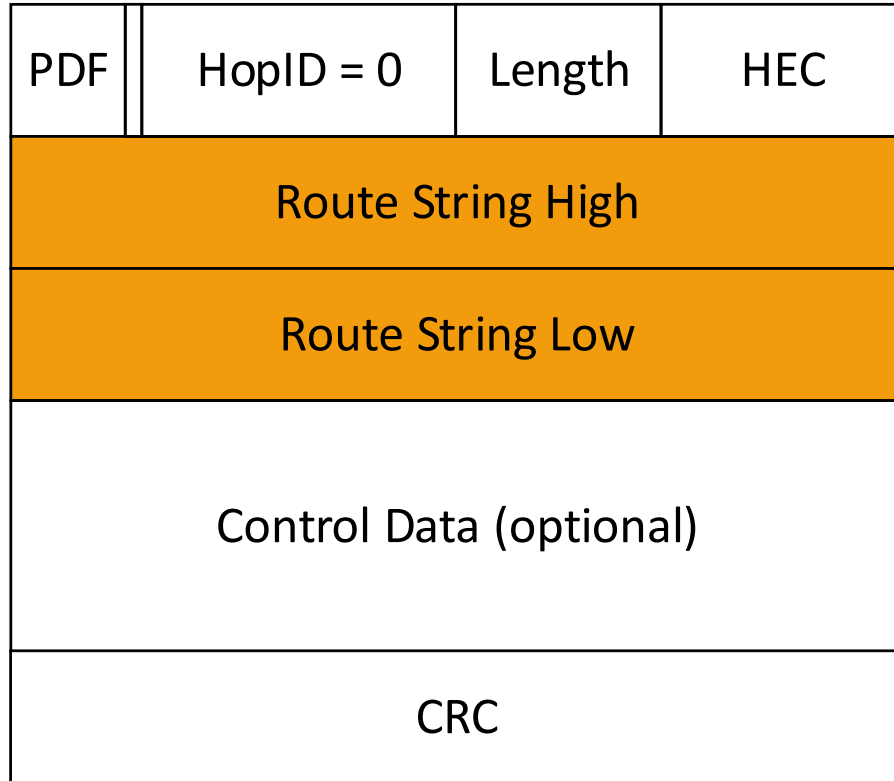 PDF HopID = 0 Length HEC
Route String High
Route String Low
Control Data (optional)
CRC